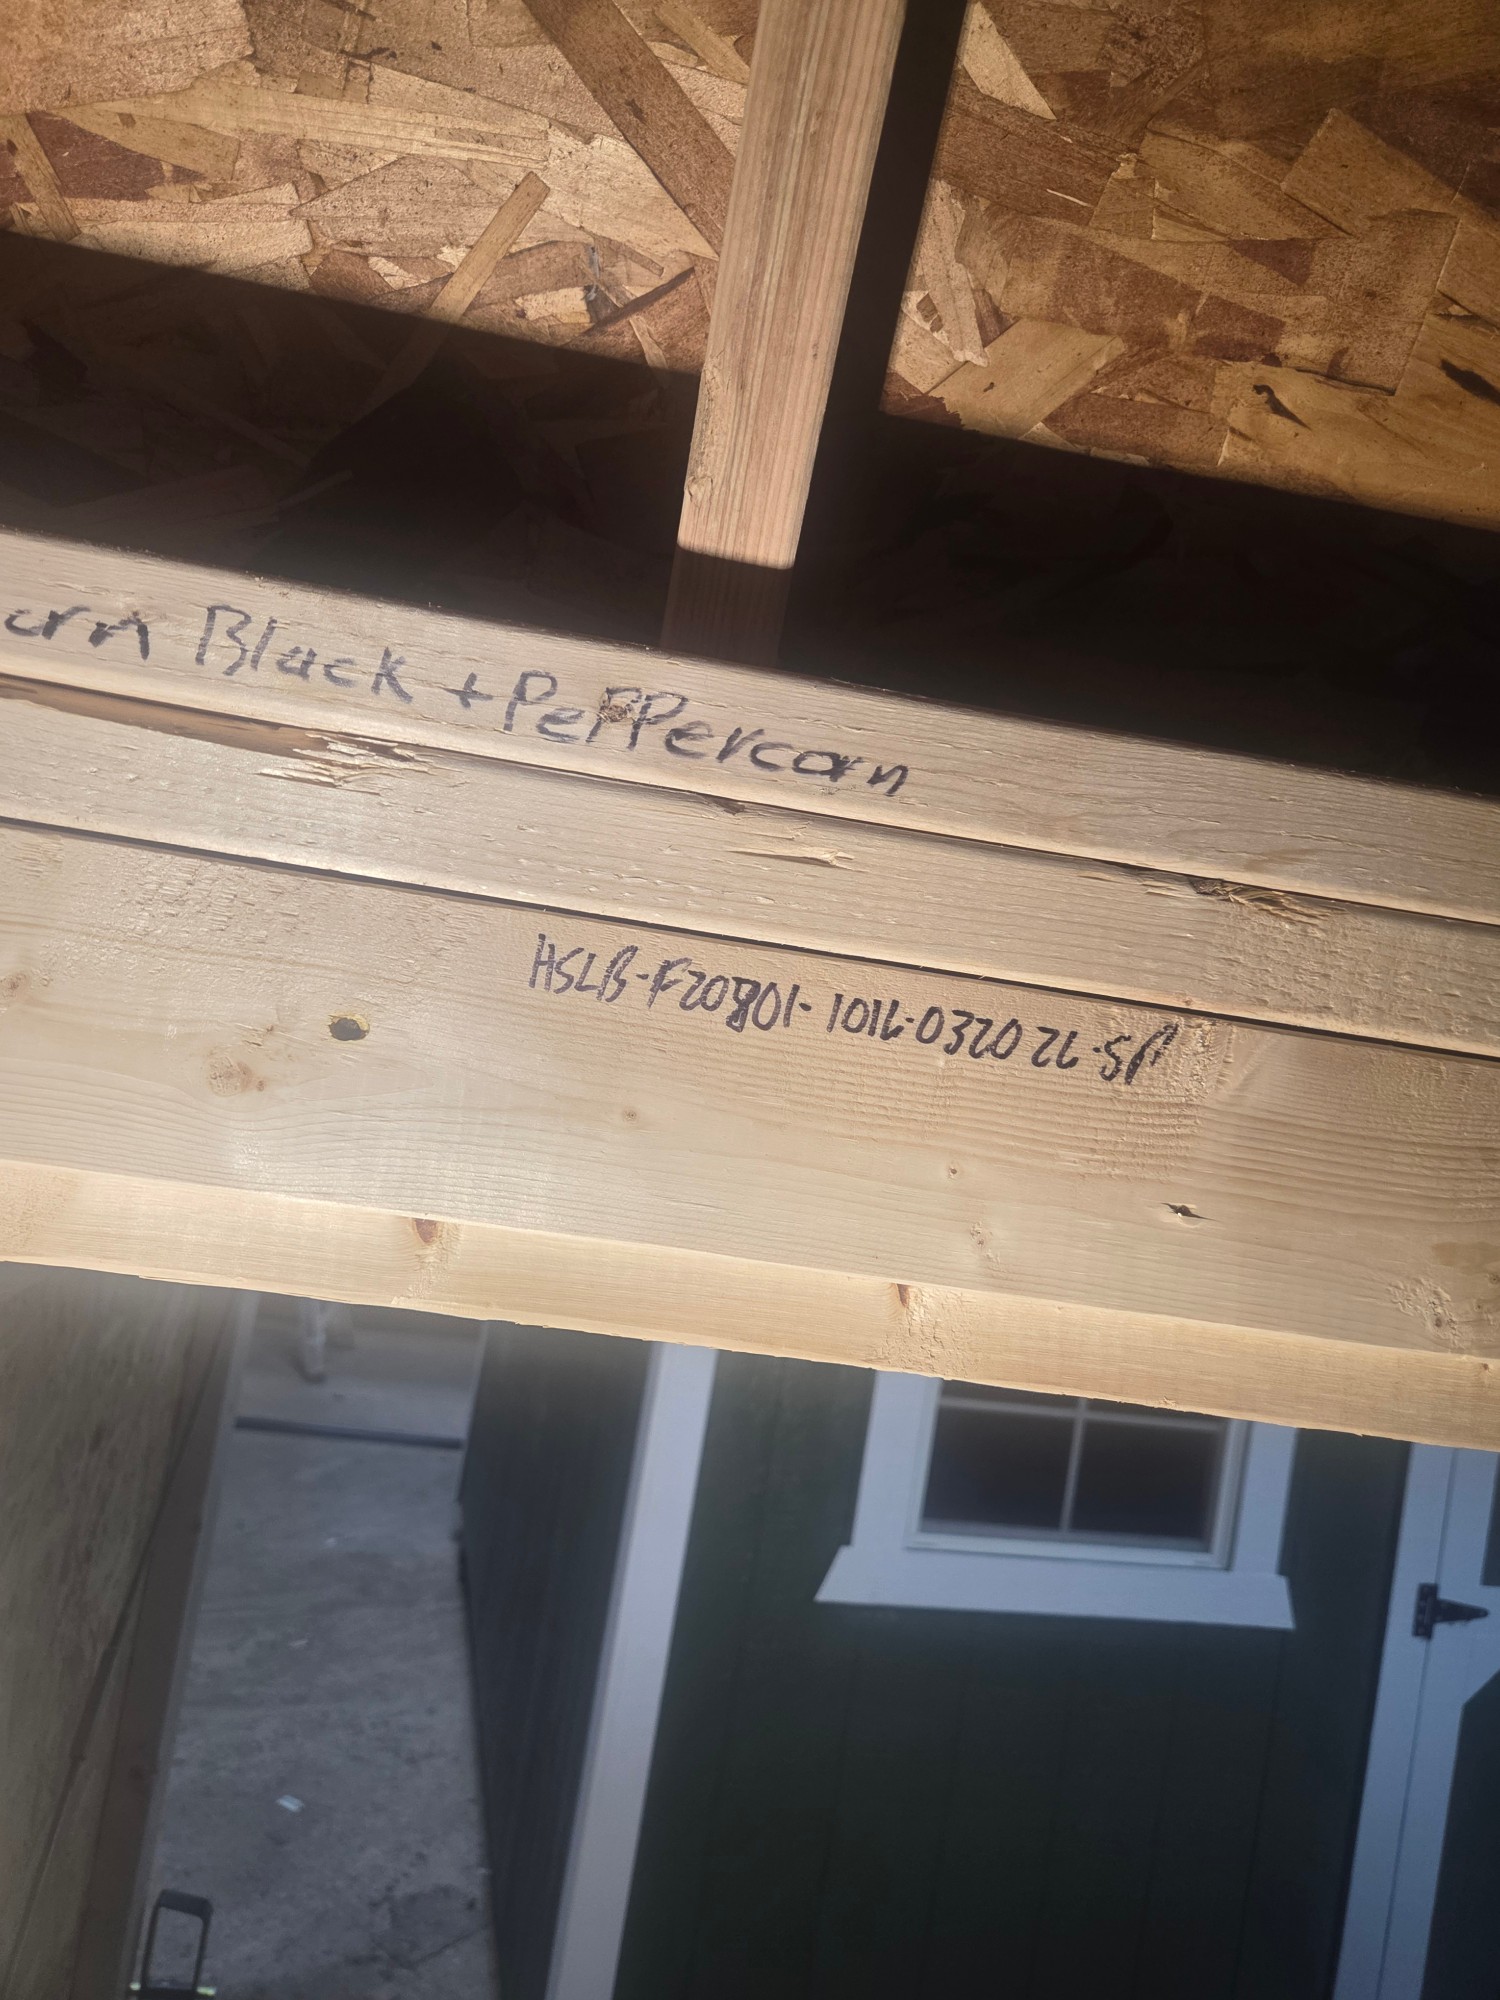 Black + Peppercorn
HSLB-F20801-1016-032022-SP